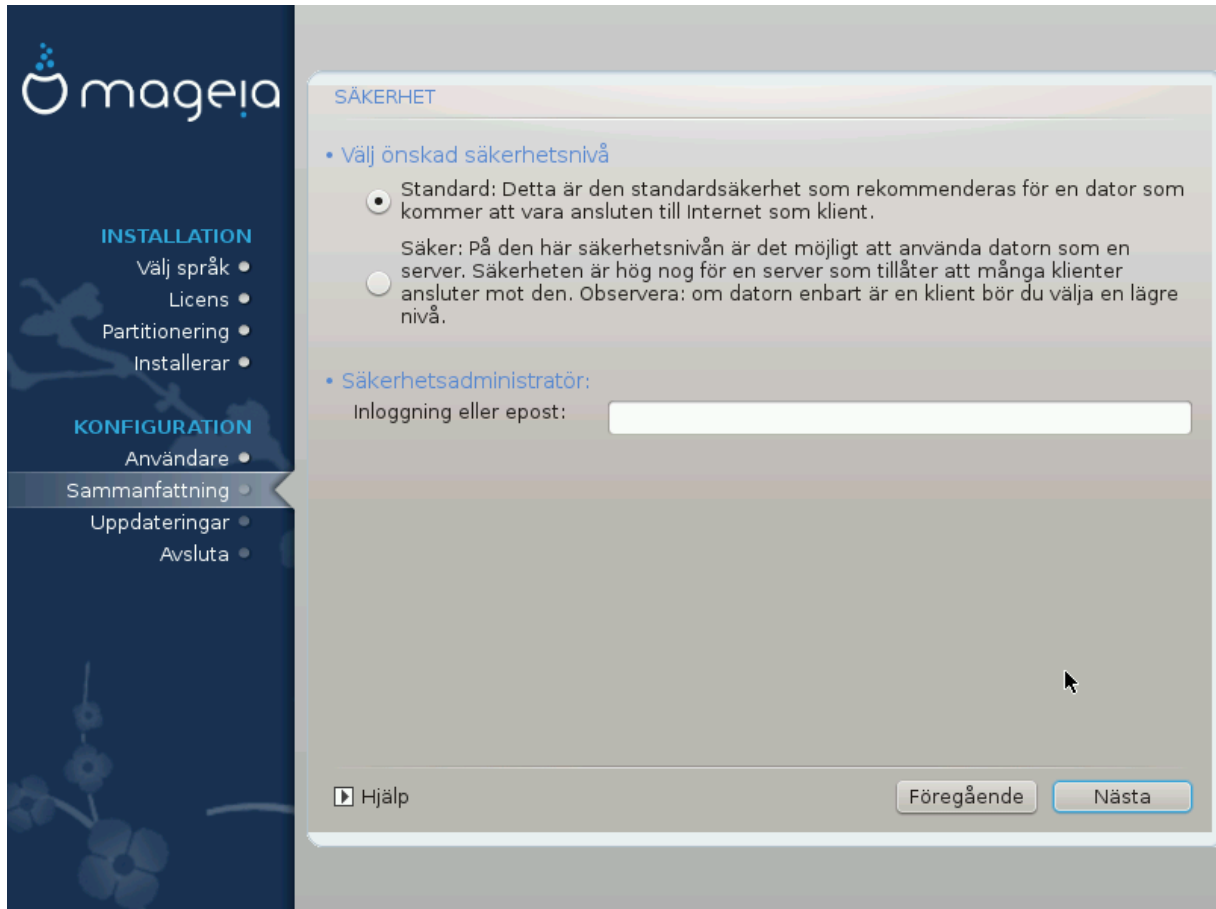 mageia
INSTALLATION
Välj språk
Licens
Partitionering
Installerar
KONFIGURATION
Användare
Sammanfattning
Uppdateringar
Avsluta
SÄKERHET
• Välj önskad säkerhetsnivå
Standard: Detta är den standardsäkerhet som rekommenderas för en dator som
kommer att vara ansluten till Internet som klient.
Säker: På den här säkerhetsnivån är det möjligt att använda datorn som en
server. Säkerheten är hög nog för en server som tillåter att många klienter
ansluter mot den. Observera: om datorn enbart är en klient bör du välja en lägre
nivå.
• Säkerhetsadministratör:
Inloggning eller epost:
Hjälp
Föregående
Nästa